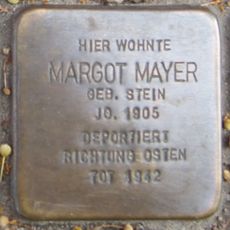 HIER WOHNTE
MARGOT MAYER
GEB. STEIN
JG. 1905
DEPORTIERT
RICHTUNG OSTEN
TOT 1942